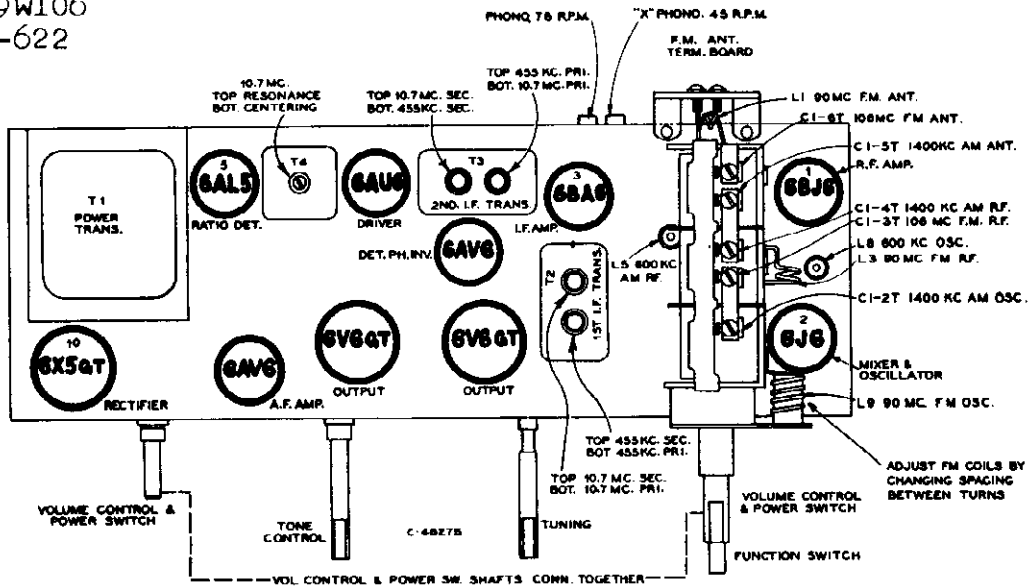 9W106
-622
PHONO 78 R.P.M.
"X" PHONO. 45 R.P.M.
F.M. ANT.
TERM. BOARD
10.7 MC.
TOP RESONANCE
BOT. CENTERING
TOP 10.7 MC. SEC.
BOT. 455KC. SEC.
TOP 455 KC. PRI.
BOT. 10.7 MC. PRI.
L1 90MC F.M. ANT.
C1-6T 106MC FM ANT.
C1-5T 1400KC AM ANT.
R.F. AMP.
C1-4T 1400 KC AM RF.
C1-3T 106 MC F.M. R.F.
L8 600 KC OSC.
L3 90 MC FM RF.
C1-2T 1400 KC AM OSC.
T1
POWER
TRANS.
5
6AL5
RATIO DET.
T4
6AU6
DRIVER
T3
2ND. I.F. TRANS.
3
6BA6
I.F. AMP.
1
6BJ6
DET. PH. INV.
6AV6
L5 600 KC
AM RF.
T2
1ST I.F. TRANS.
10
6X5GT
RECTIFIER
6AV6
A.F. AMP.
6V6GT
OUTPUT
6V6GT
OUTPUT
2
6J6
MIXER &
OSCILLATOR
L9 90 MC. FM OSC.
TOP 455KC. SEC.
BOT 455KC. PRI.
TOP 10.7 MC. SEC.
BOT. 10.7 MC. PRI.
ADJUST FM COILS BY
CHANGING SPACING
BETWEEN TURNS
VOLUME CONTROL &
POWER SWITCH
TONE
CONTROL
C-48275
TUNING
VOLUME CONTROL
& POWER SWITCH
FUNCTION SWITCH
VOL. CONTROL & POWER SW. SHAFTS CONN. TOGETHER